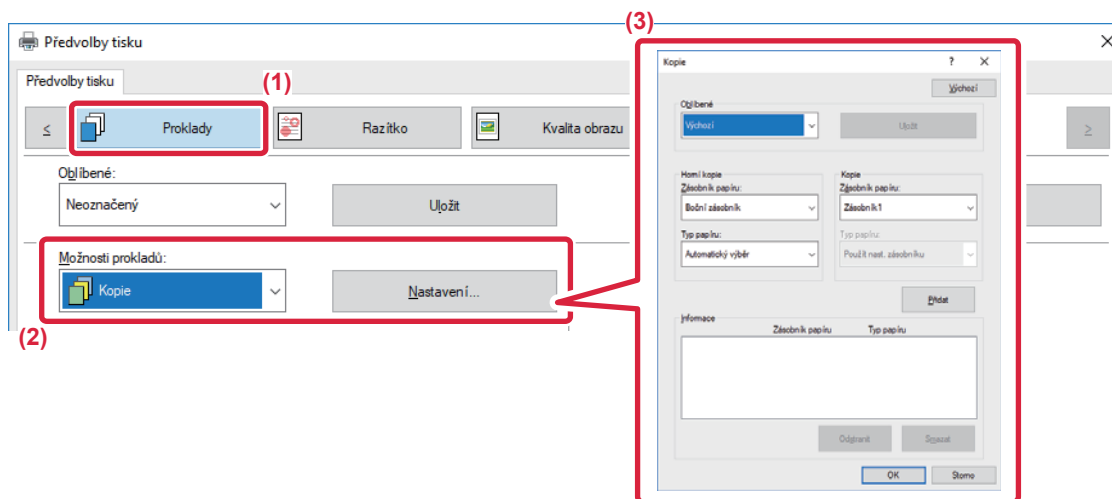 (3)
Předvolby tisku
Předvolby tisku
(1)
≤ Proklady Razítko Kvalita obrazu ≥
Oblíbené:
Neoznačený Uložit
Možnosti prokladů:
Kopie Nastavení...
(2)
Kopie ? ✕
Výchozí
Oblíbené
Výchozí Uložit
Horní kopie Kopie
Zásobník papíru: Zásobník papíru:
Boční zásobník Zásobník1
Typ papíru: Typ papíru:
Automatický výběr Použít nast. zásobníku
Přidat
Informace
Zásobník papíru Typ papíru
Odstranit Smazat
OK Storno